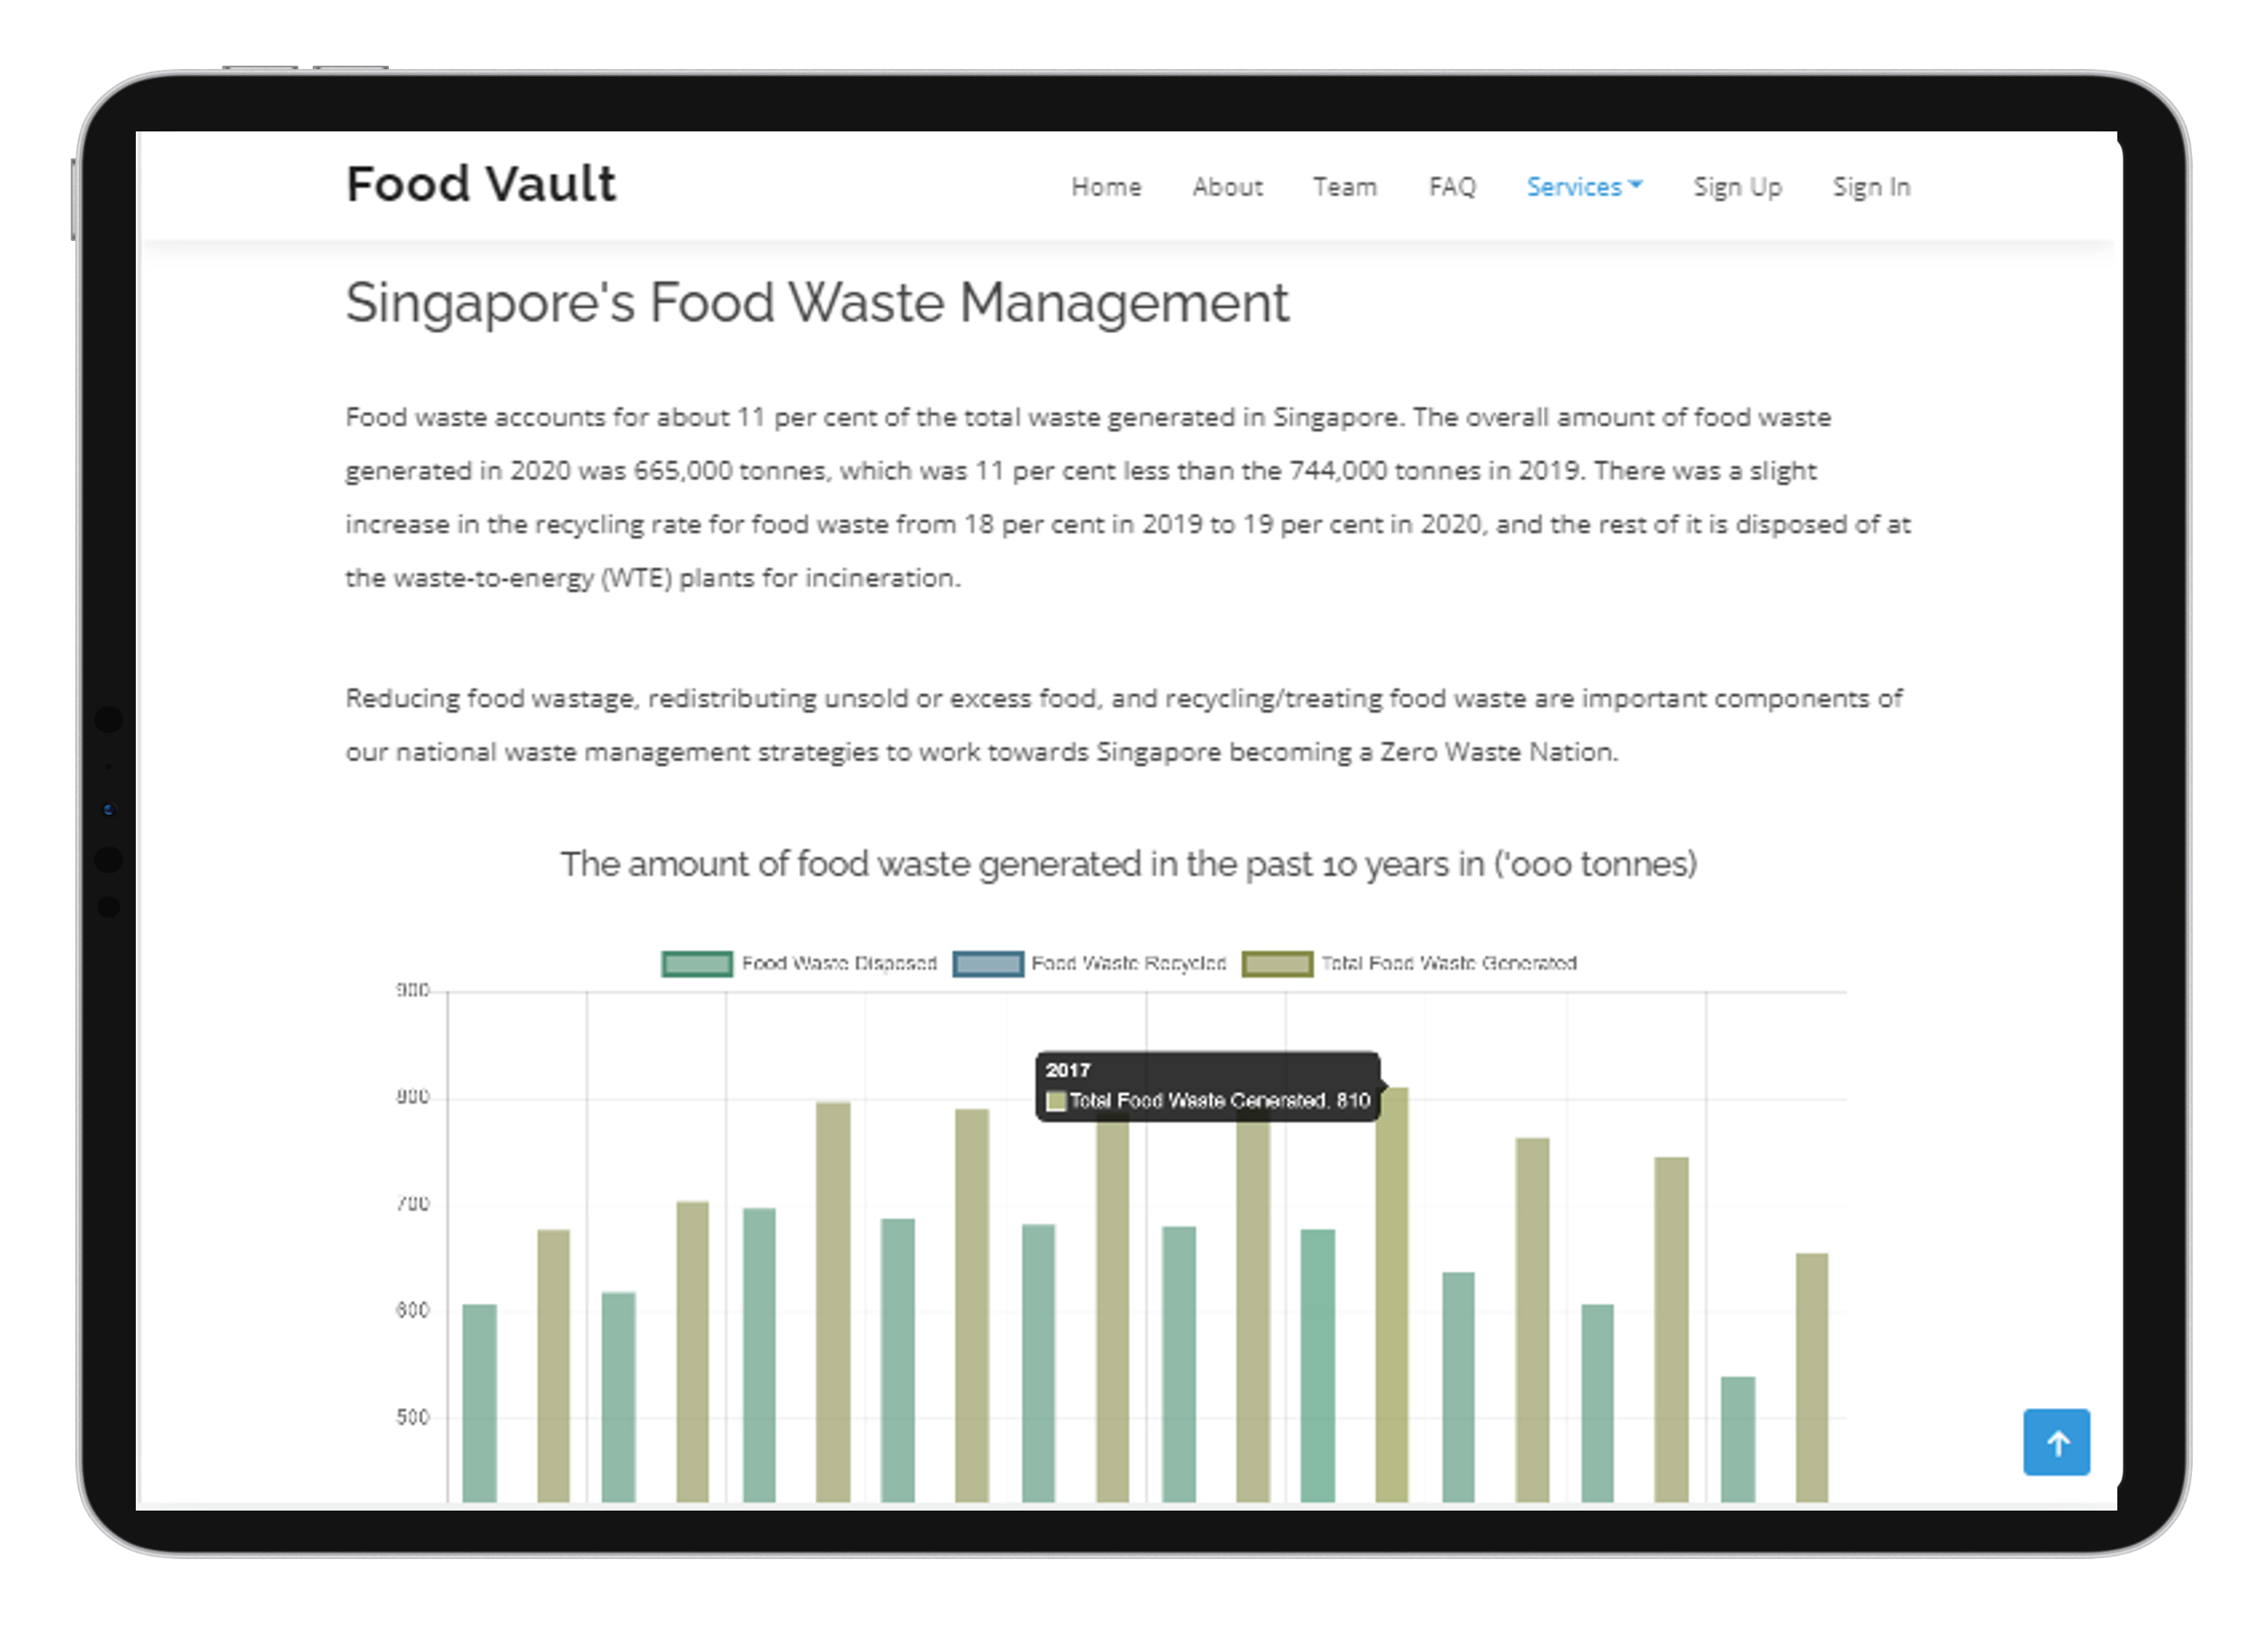 Food Vault
Home About Team FAQ Services Sign Up Sign In
Singapore's Food Waste Management
Food waste accounts for about 11 per cent of the total waste generated in Singapore. The overall amount of food waste
generated in 2020 was 665,000 tonnes, which was 11 per cent less than the 744,000 tonnes in 2019. There was a slight
increase in the recycling rate for food waste from 18 per cent in 2019 to 19 per cent in 2020, and the rest of it is disposed of at
the waste-to-energy (WTE) plants for incineration.
Reducing food wastage, redistributing unsold or excess food, and recycling/treating food waste are important components of
our national waste management strategies to work towards Singapore becoming a Zero Waste Nation.
The amount of food waste generated in the past 10 years in ('000 tonnes)
Food Waste Disposed Food Waste Recycled Total Food Waste Generated
900
2017
Total Food Waste Generated: 810
800
700
600
500